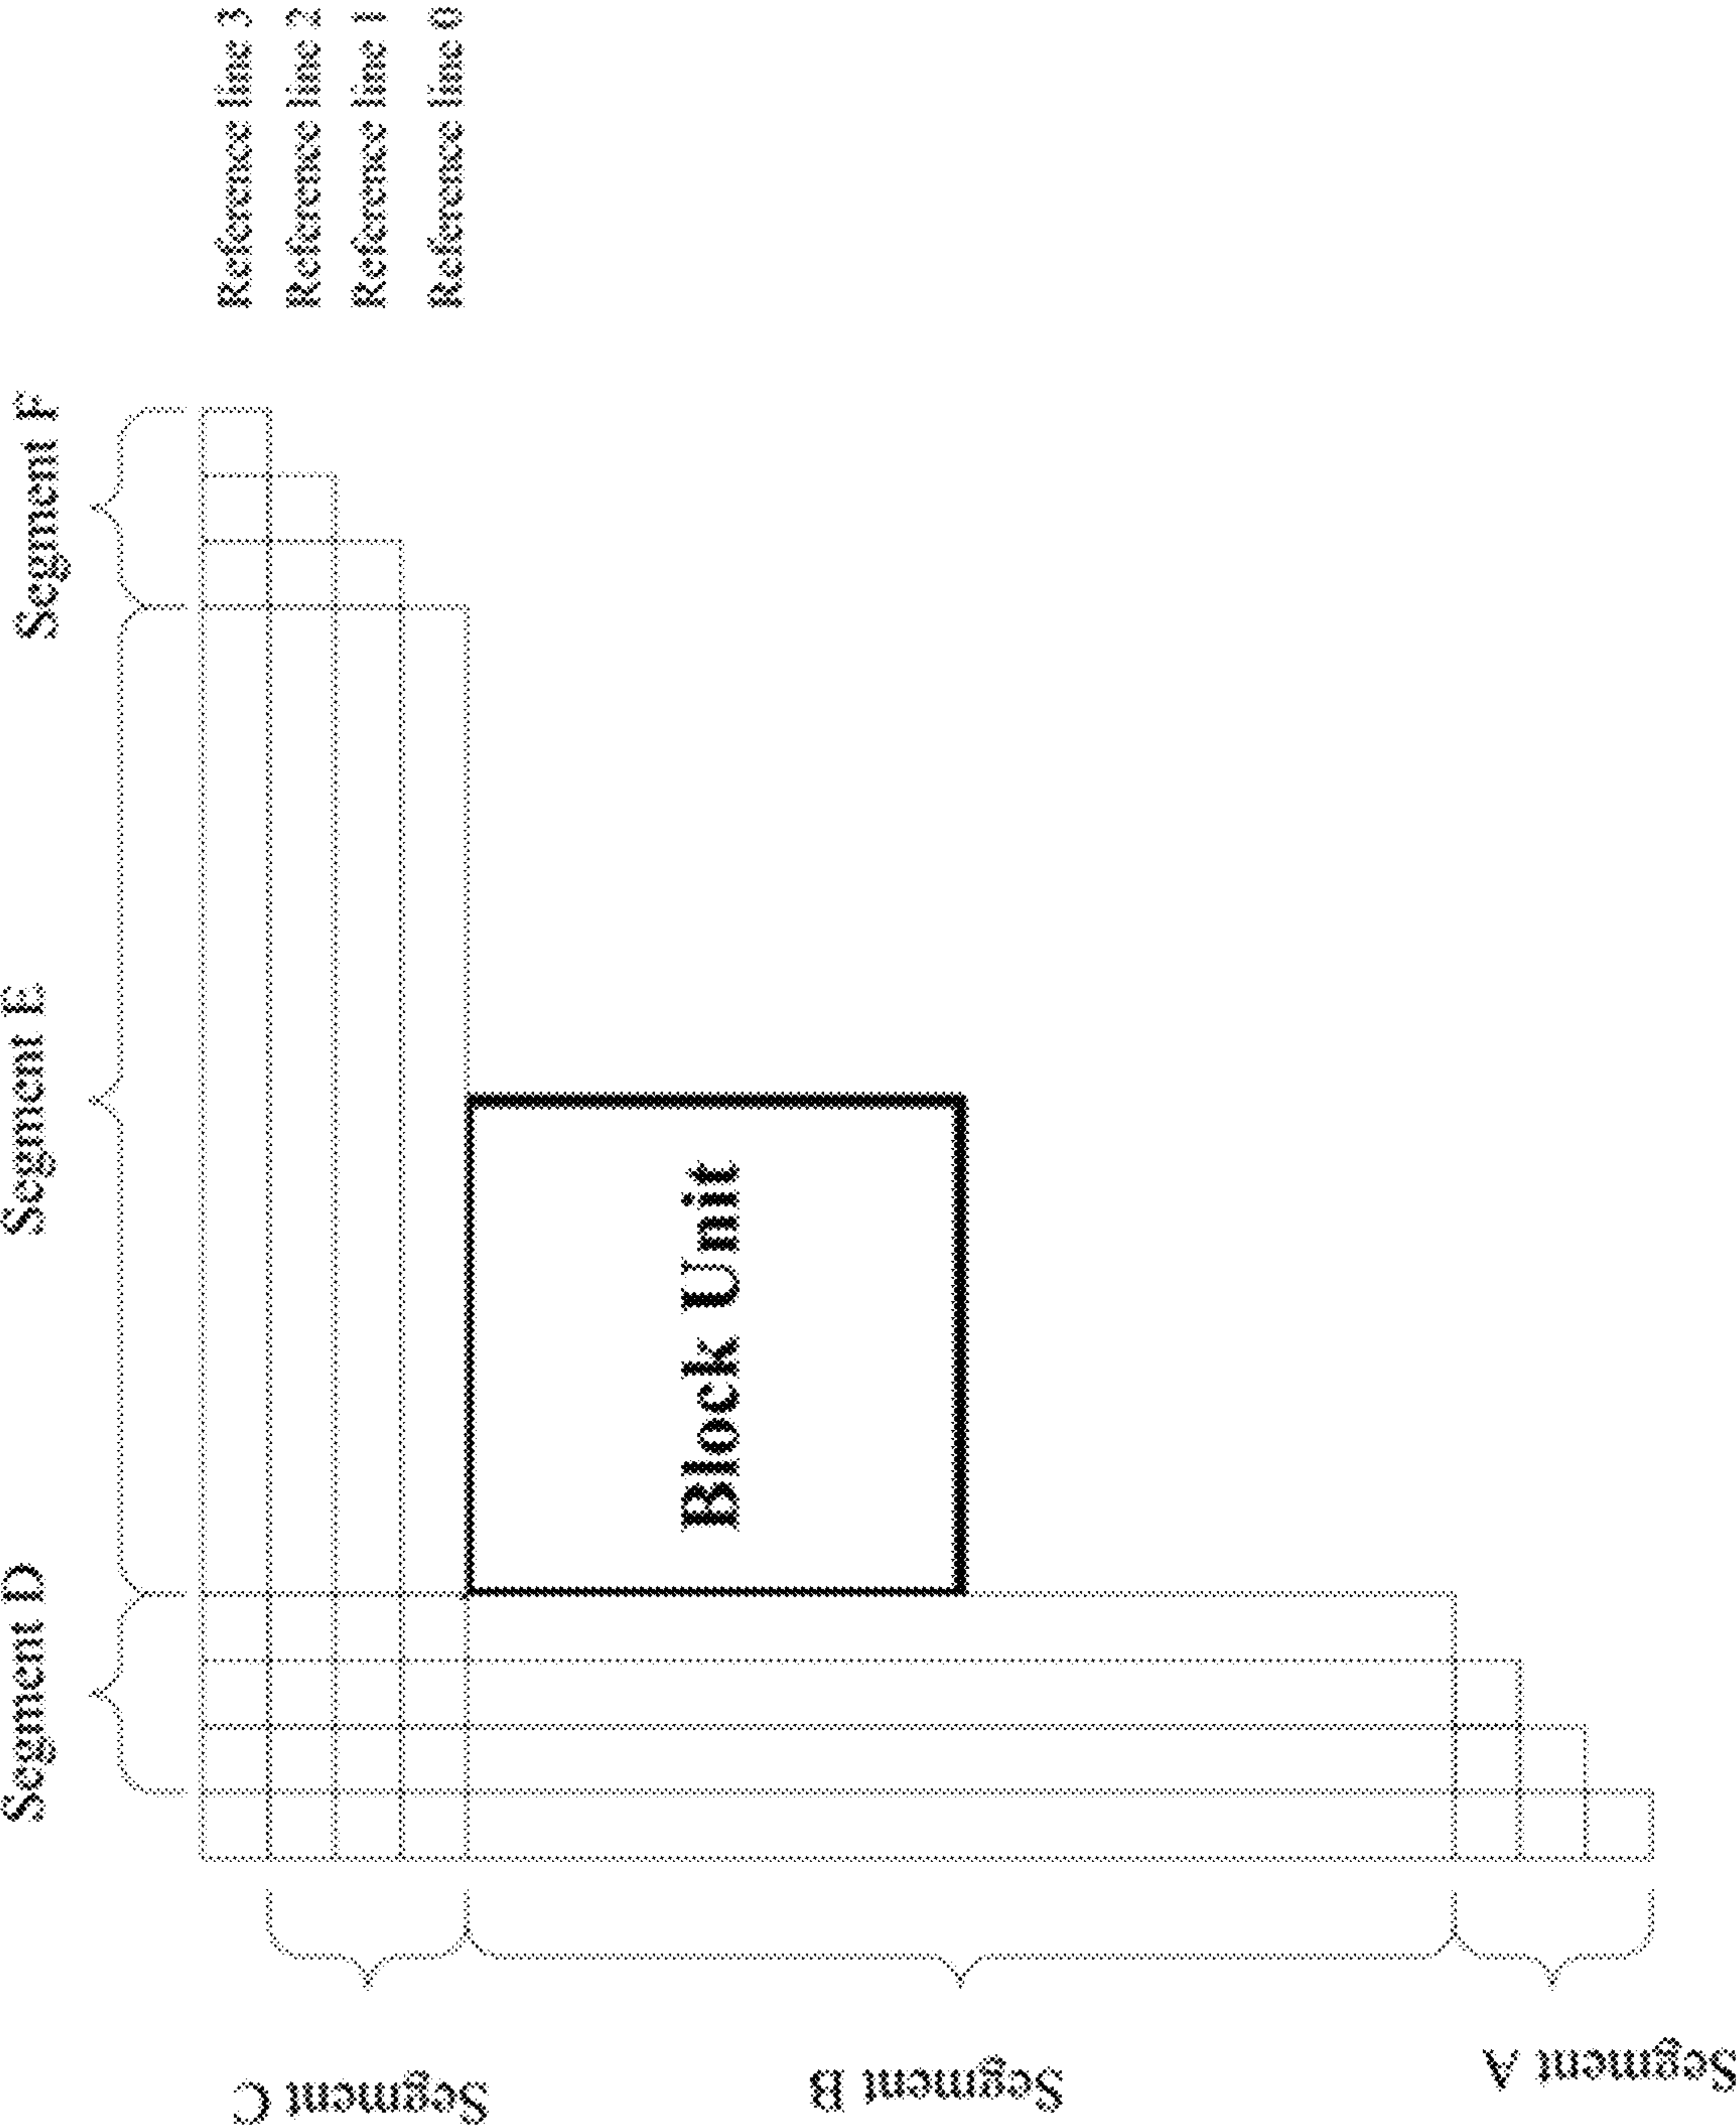 Segment D
Segment E
Segment F
Reference line 3
Reference line 2
Reference line 1
Reference line 0
Block Unit
Segment C
Segment B
Segment A